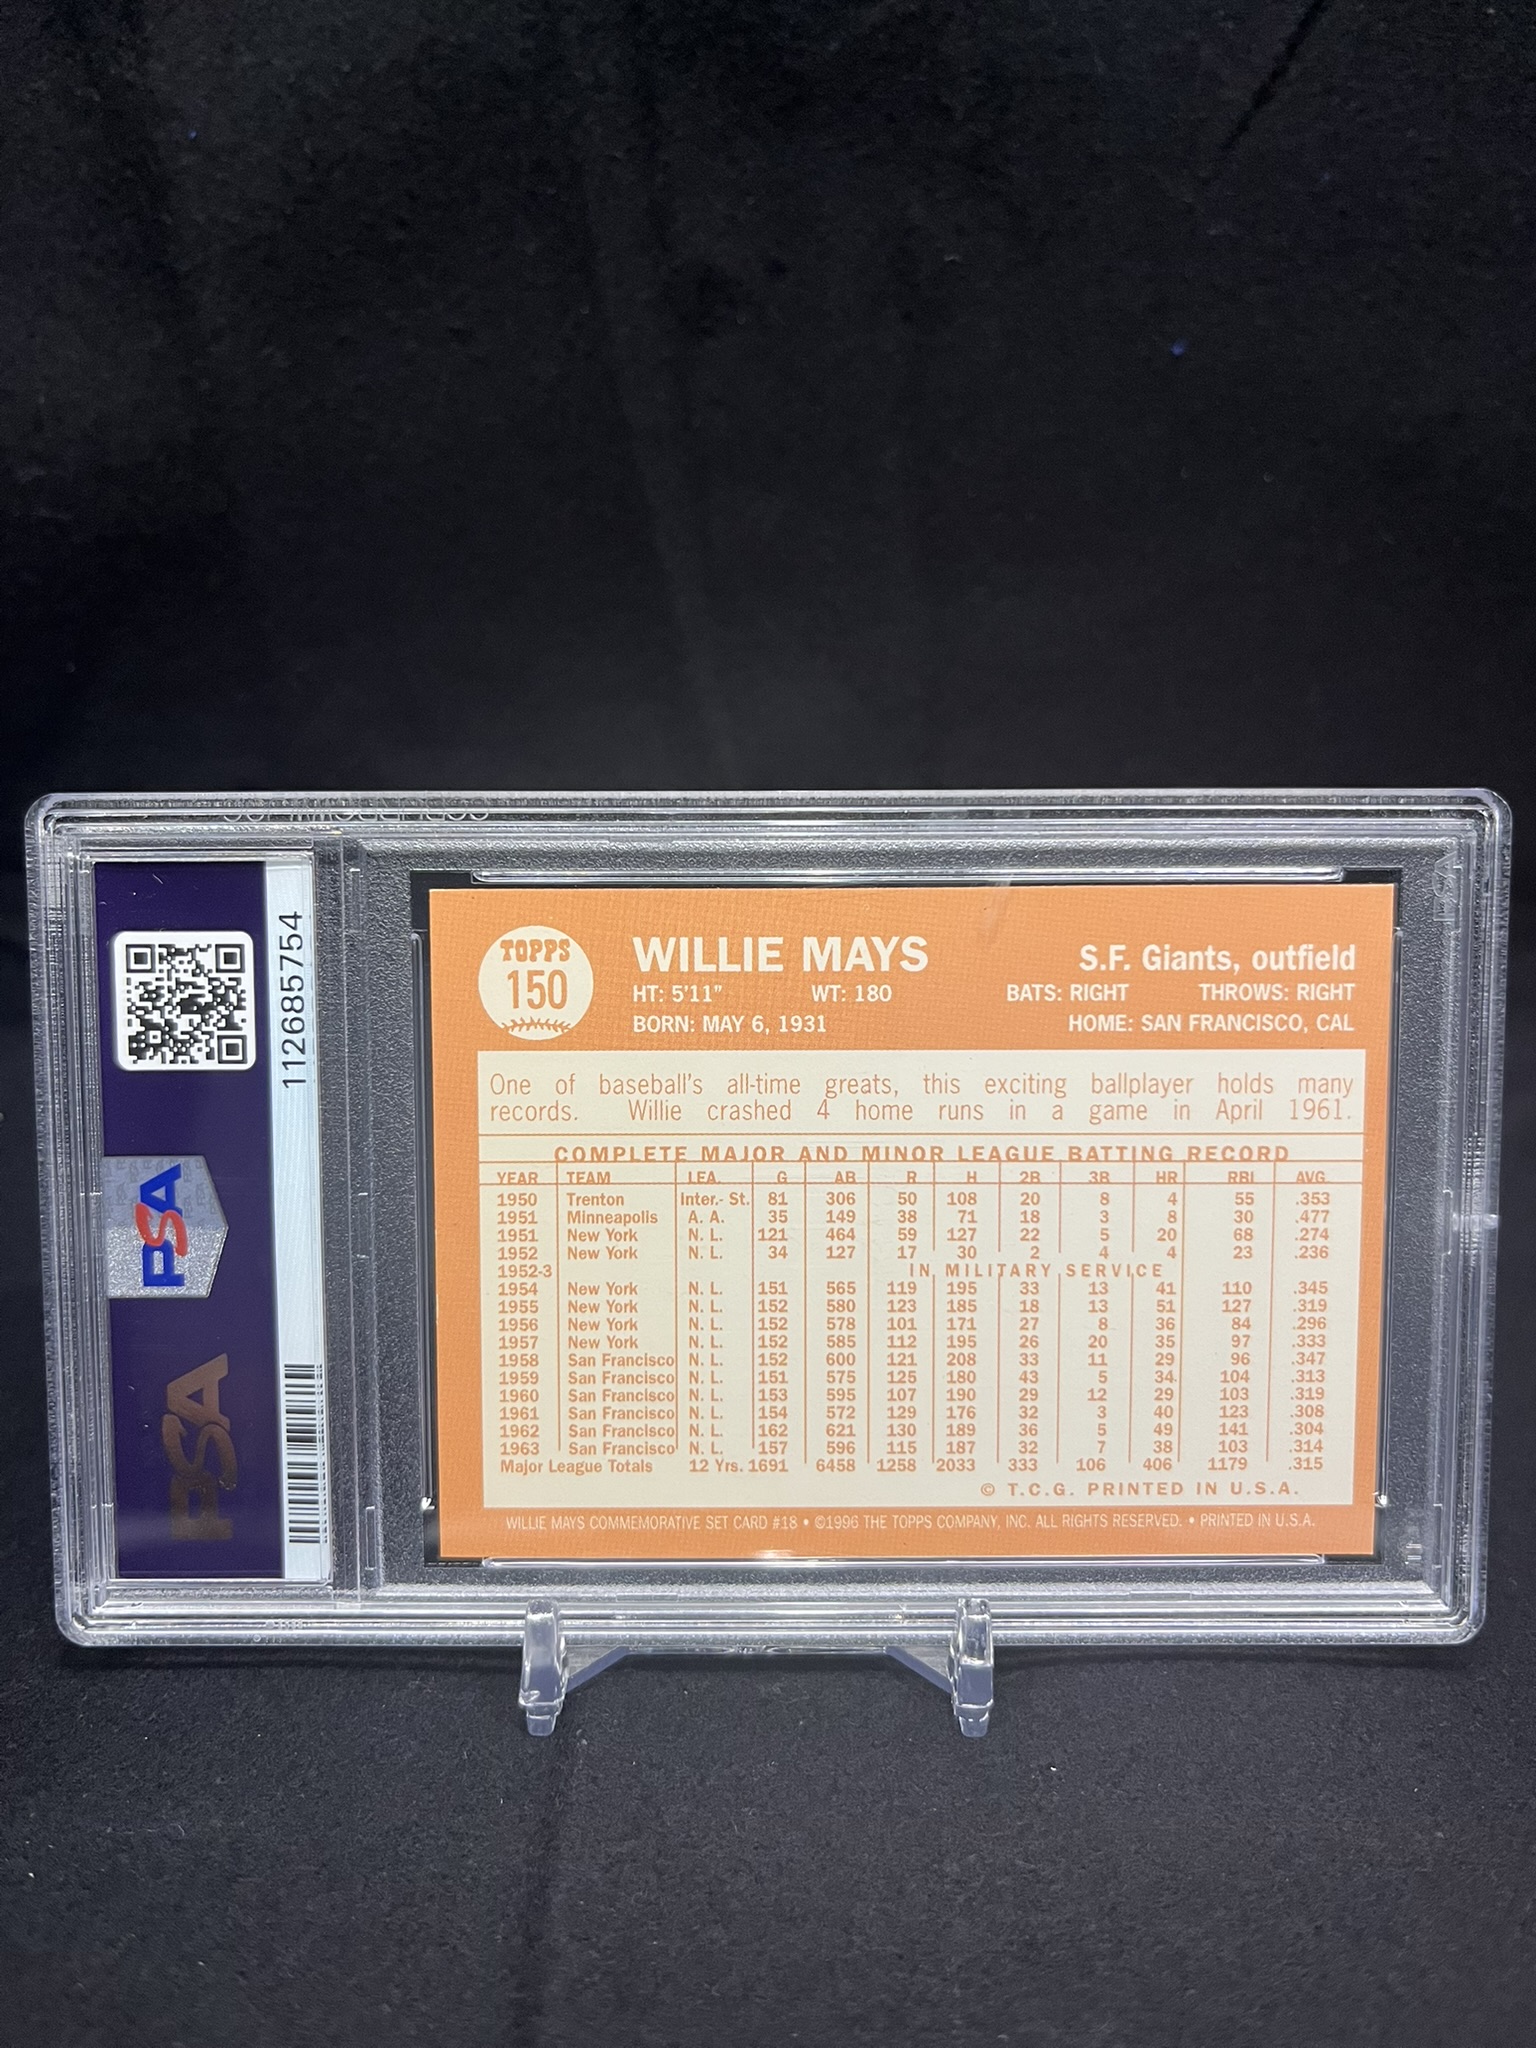 112685754
PSA
PSA
TOPPS
150
WILLIE MAYS
S.F. Giants, outfield
HT: 5'11" WT: 180 BATS: RIGHT THROWS: RIGHT
BORN: MAY 6, 1931 HOME: SAN FRANCISCO, CAL
One of baseball's all-time greats, this exciting ballplayer holds many
records. Willie crashed 4 home runs in a game in April 1961.
COMPLETE MAJOR AND MINOR LEAGUE BATTING RECORD
YEAR TEAM LEA. G AB R H 2B 3B HR RBI AVG.
1950 Trenton Inter.- St. 81 306 50 108 20 8 4 55 .353
1951 Minneapolis A. A. 35 149 38 71 18 3 8 30 .477
1951 New York N. L. 121 464 59 127 22 5 20 68 .274
1952 New York N. L. 34 127 17 30 2 4 4 23 .236
1952-3 IN MILITARY SERVICE
1954 New York N. L. 151 565 119 195 33 13 41 110 .345
1955 New York N. L. 152 580 123 185 18 13 51 127 .319
1956 New York N. L. 152 578 101 171 27 8 36 84 .296
1957 New York N. L. 152 585 112 195 26 20 35 97 .333
1958 San Francisco N. L. 152 600 121 208 33 11 29 96 .347
1959 San Francisco N. L. 151 575 125 180 43 5 34 104 .313
1960 San Francisco N. L. 153 595 107 190 29 12 29 103 .319
1961 San Francisco N. L. 154 572 129 176 32 3 40 123 .308
1962 San Francisco N. L. 162 621 130 189 36 5 49 141 .304
1963 San Francisco N. L. 157 596 115 187 32 7 38 103 .314
Major League Totals 12 Yrs. 1691 6458 1258 2033 333 106 406 1179 .315
© T.C.G. PRINTED IN U.S.A.
WILLIE MAYS COMMEMORATIVE SET CARD #18 • ©1996 THE TOPPS COMPANY, INC. ALL RIGHTS RESERVED. • PRINTED IN U.S.A.